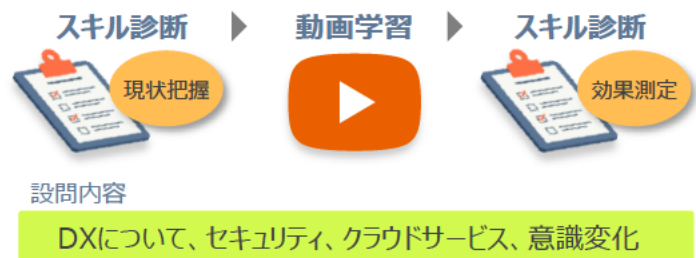 スキル診断 ▶ 動画学習 ▶ スキル診断
現状把握
効果測定
設問内容
DXについて、セキュリティ、クラウドサービス、意識変化